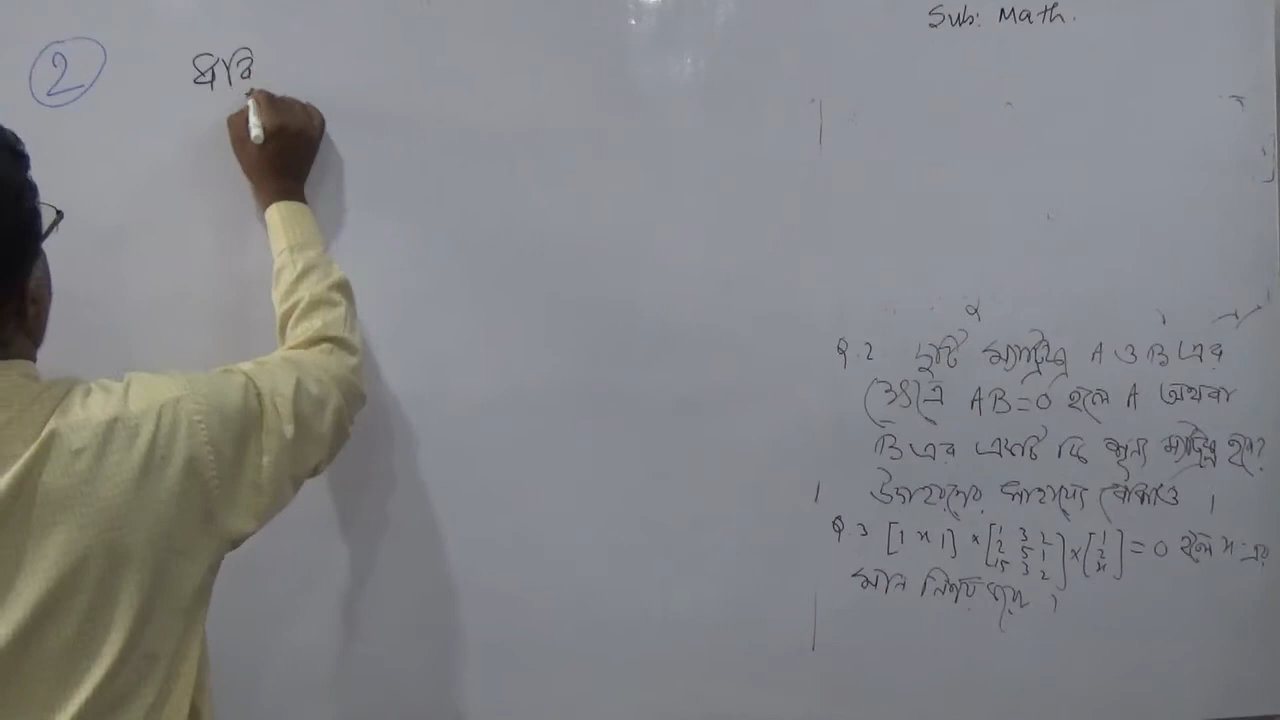 Sub: Math.
2 ধরি
Q.2 দুটি ম্যাট্রিক্স A ও B এর
ক্ষেত্রে AB=0 হলে A অথবা
B এর একটি কি শূন্য ম্যাট্রিক্স হবে?
উদাহরণের সাহায্যে বোঝাও ।
Q 3 [1 x 1] × [1 3 2 / 2 5 1 / 15 3 2] × [1 / 2 / x] = 0 হলে x-এর
মান নির্ণয় করো ।